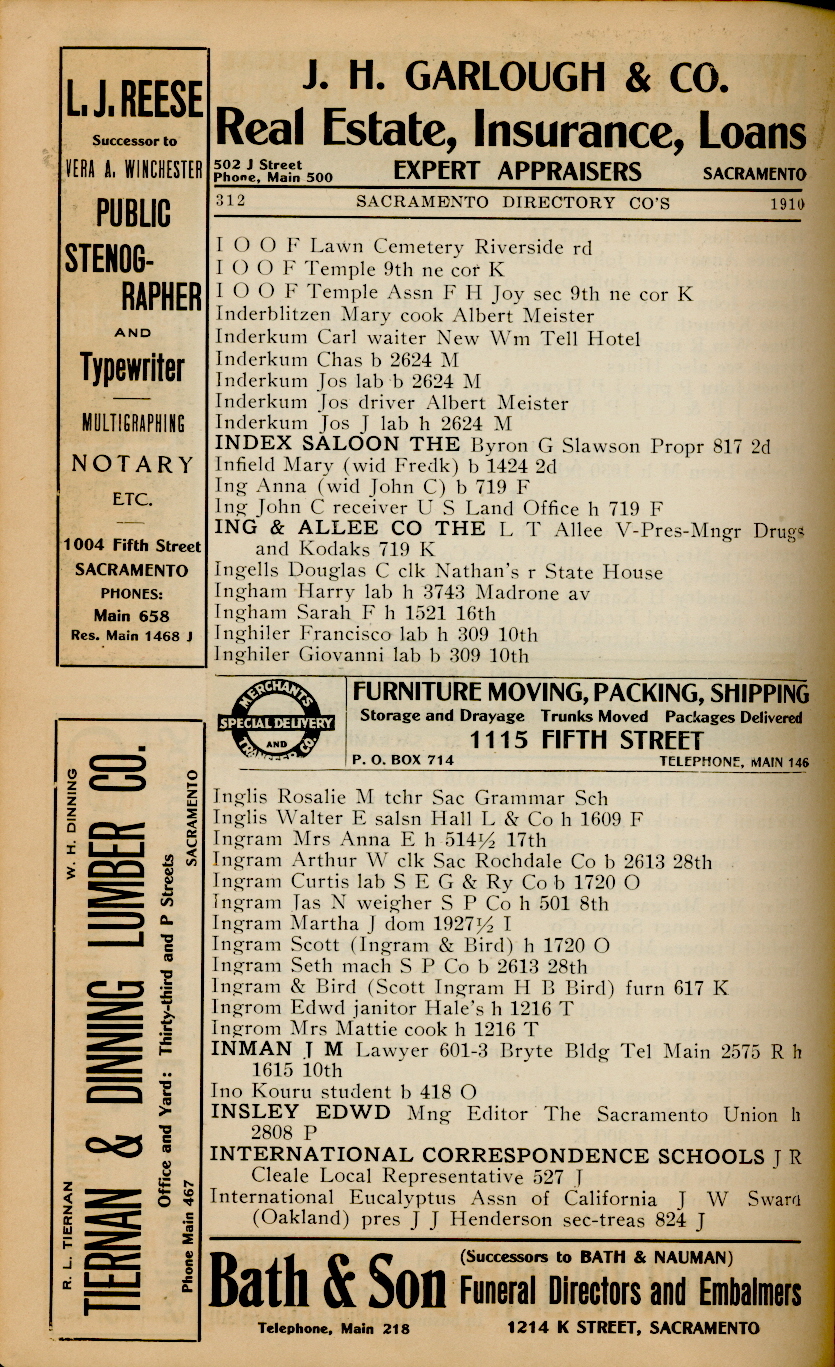 L. J. REESE
Successor to
VERA A. WINCHESTER
PUBLIC
STENOG-
RAPHER
AND
Typewriter
MULTIGRAPHING
NOTARY
ETC.
1004 Fifth Street
SACRAMENTO
PHONES:
Main 658
Res. Main 1468 J
J. H. GARLOUGH & CO.
Real Estate, Insurance, Loans
502 J Street
Phone, Main 500
EXPERT APPRAISERS
SACRAMENTO
312 SACRAMENTO DIRECTORY CO'S 1910
I O O F Lawn Cemetery Riverside rd
I O O F Temple 9th ne cor K
I O O F Temple Assn F H Joy sec 9th ne cor K
Inderblitzen Mary cook Albert Meister
Inderkum Carl waiter New Wm Tell Hotel
Inderkum Chas b 2624 M
Inderkum Jos lab b 2624 M
Inderkum Jos driver Albert Meister
Inderkum Jos J lab h 2624 M
INDEX SALOON THE Byron G Slawson Propr 817 2d
Infield Mary (wid Fredk) b 1424 2d
Ing Anna (wid John C) b 719 F
Ing John C receiver U S Land Office h 719 F
ING & ALLEE CO THE L T Allee V-Pres-Mngr Drugs
and Kodaks 719 K
Ingells Douglas C clk Nathan's r State House
Ingham Harry lab h 3743 Madrone av
Ingham Sarah F h 1521 16th
Inghiler Francisco lab h 309 10th
Inghiler Giovanni lab b 309 10th
MERCHANTS
SPECIAL DELIVERY
AND
TRANSFER CO.
FURNITURE MOVING, PACKING, SHIPPING
Storage and Drayage Trunks Moved Packages Delivered
1115 FIFTH STREET
P. O. BOX 714 TELEPHONE, MAIN 146
Inglis Rosalie M tchr Sac Grammar Sch
Inglis Walter E salsn Hall L & Co h 1609 F
Ingram Mrs Anna E h 514½ 17th
Ingram Arthur W clk Sac Rochdale Co b 2613 28th
Ingram Curtis lab S E G & Ry Co b 1720 O
Ingram Jas N weigher S P Co h 501 8th
Ingram Martha J dom 1927½ I
Ingram Scott (Ingram & Bird) h 1720 O
Ingram Seth mach S P Co b 2613 28th
Ingram & Bird (Scott Ingram H B Bird) furn 617 K
Ingrom Edwd janitor Hale's h 1216 T
Ingrom Mrs Mattie cook h 1216 T
INMAN J M Lawyer 601-3 Bryte Bldg Tel Main 2575 R h
1615 10th
Ino Kouru student b 418 O
INSLEY EDWD Mng Editor The Sacramento Union h
2808 P
INTERNATIONAL CORRESPONDENCE SCHOOLS J R
Cleale Local Representative 527 J
International Eucalyptus Assn of California J W Sward
(Oakland) pres J J Henderson sec-treas 824 J
R. L. TIERNAN W. H. DINNING
TIERNAN & DINNING LUMBER CO.
Office and Yard: Thirty-third and P Streets
Phone Main 467 SACRAMENTO
Bath & Son
(Successors to BATH & NAUMAN)
Funeral Directors and Embalmers
Telephone, Main 218 1214 K STREET, SACRAMENTO